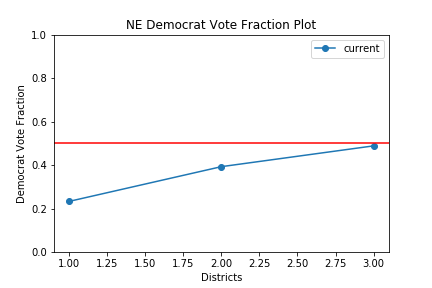 NE Democrat Vote Fraction Plot
current
Democrat Vote Fraction
1.0
0.8
0.6
0.4
0.2
0.0
1.00 1.25 1.50 1.75 2.00 2.25 2.50 2.75 3.00
Districts